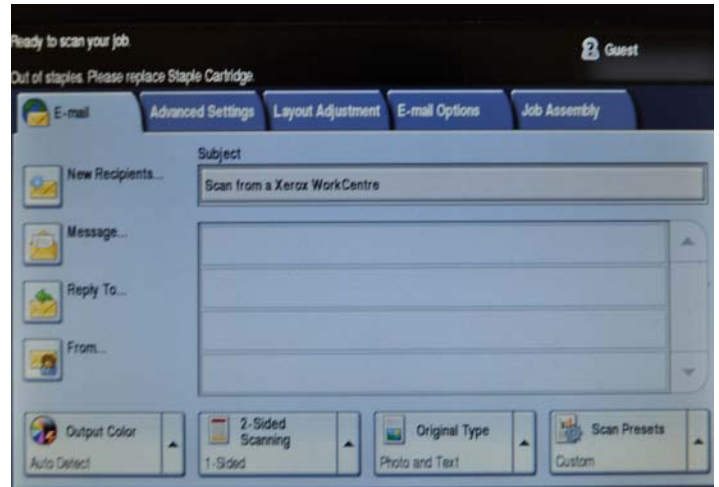 Ready to scan your job.
Guest
Out of staples. Please replace Staple Cartridge.
E-mail
Advanced Settings
Layout Adjustment
E-mail Options
Job Assembly
Subject
New Recipients...
Scan from a Xerox WorkCentre
Message...
Reply To...
From...
Output Color
Auto Detect
2-Sided
Scanning
1-Sided
Original Type
Photo and Text
Scan Presets
Custom